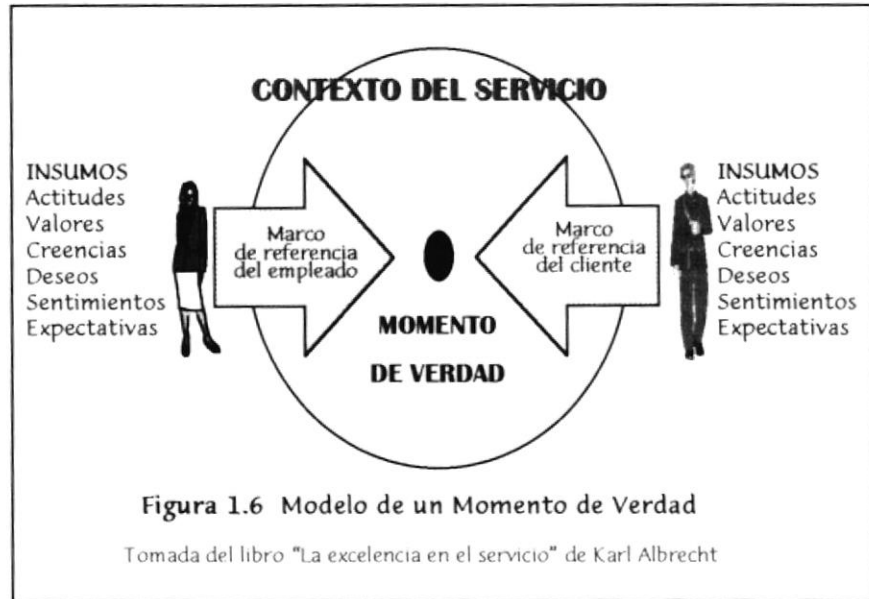 CONTEXTO DEL SERVICIO
INSUMOS
Actitudes
Valores
Creencias
Deseos
Sentimientos
Expectativas
Marco
de referencia
del empleado
Marco
de referencia
del cliente
INSUMOS
Actitudes
Valores
Creencias
Deseos
Sentimientos
Expectativas
MOMENTO
DE VERDAD
Figura 1.6 Modelo de un Momento de Verdad
Tomada del libro "La excelencia en el servicio" de Karl Albrecht